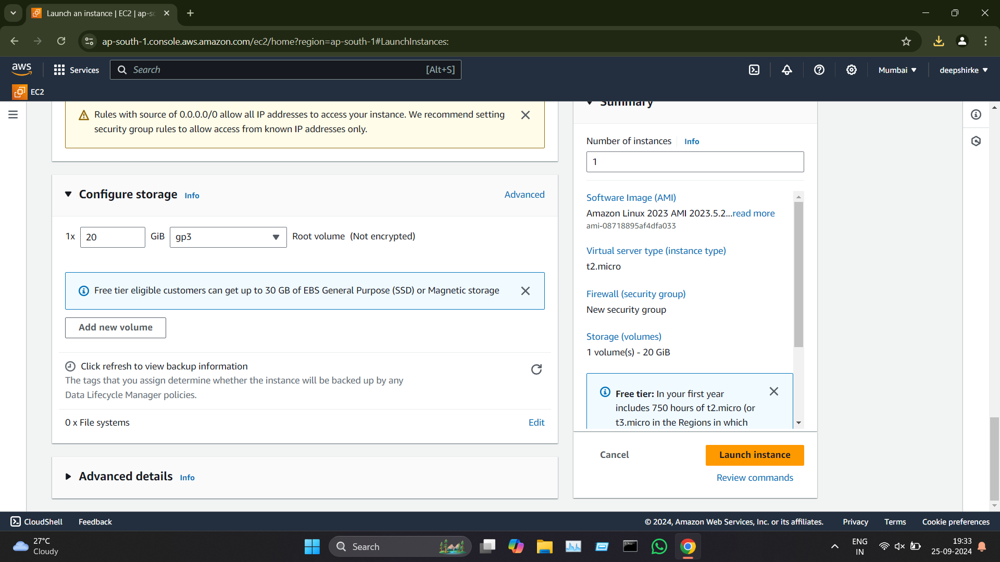 Launch an instance | EC2 | ap-so
ap-south-1.console.aws.amazon.com/ec2/home?region=ap-south-1#LaunchInstances:
aws
Services
Search
[Alt+S]
Mumbai
deepshirke
EC2
Rules with source of 0.0.0.0/0 allow all IP addresses to access your instance. We recommend setting
security group rules to allow access from known IP addresses only.
Configure storage Info
Advanced
1x 20 GiB gp3 Root volume (Not encrypted)
Free tier eligible customers can get up to 30 GB of EBS General Purpose (SSD) or Magnetic storage
Add new volume
Click refresh to view backup information
The tags that you assign determine whether the instance will be backed up by any
Data Lifecycle Manager policies.
0 x File systems
Edit
Advanced details Info
Summary
Number of instances Info
1
Software Image (AMI)
Amazon Linux 2023 AMI 2023.5.2...read more
ami-08718895af4dfa033
Virtual server type (instance type)
t2.micro
Firewall (security group)
New security group
Storage (volumes)
1 volume(s) - 20 GiB
Free tier: In your first year
includes 750 hours of t2.micro (or
t3.micro in the Regions in which
Cancel
Launch instance
Review commands
CloudShell
Feedback
© 2024, Amazon Web Services, Inc. or its affiliates.
Privacy
Terms
Cookie preferences
27°C
Cloudy
Search
ENG
IN
19:33
25-09-2024